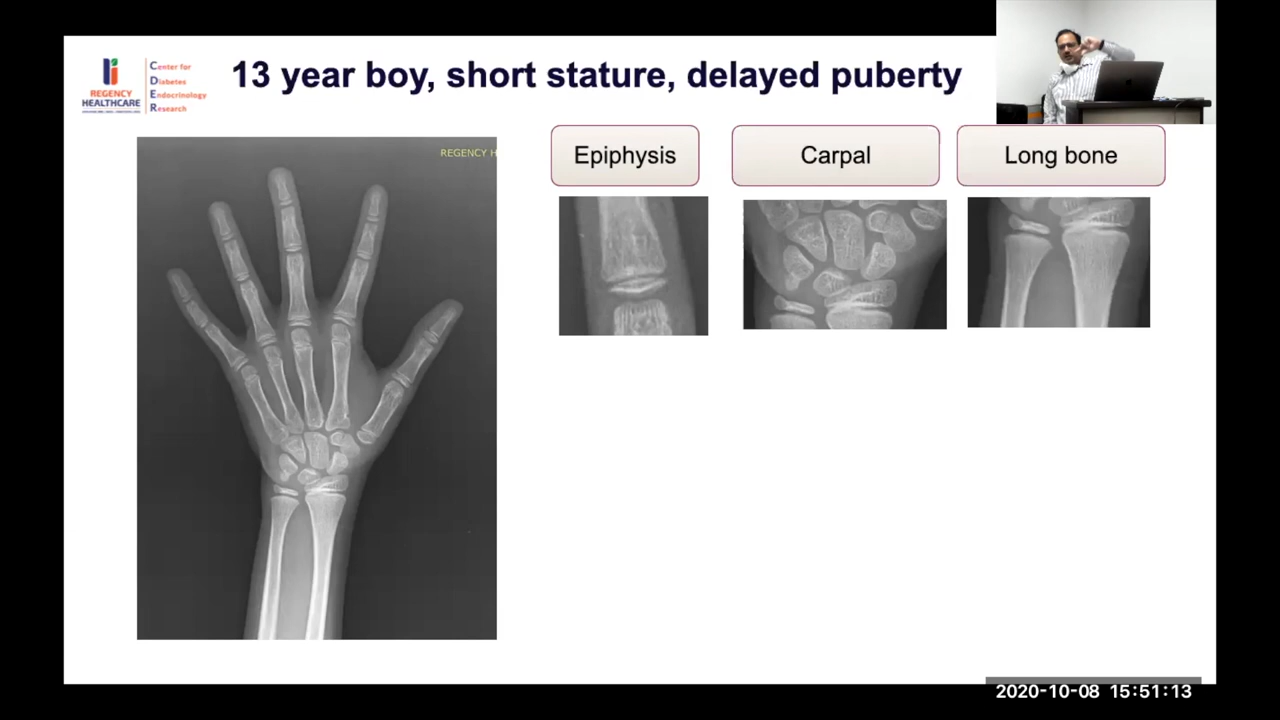 13 year boy, short stature, delayed puberty
REGENCY
HEALTHCARE
Center for
Diabetes
Endocrinology
Research
REGENCY H
Epiphysis
Carpal
Long bone
2020-10-08 15:51:13